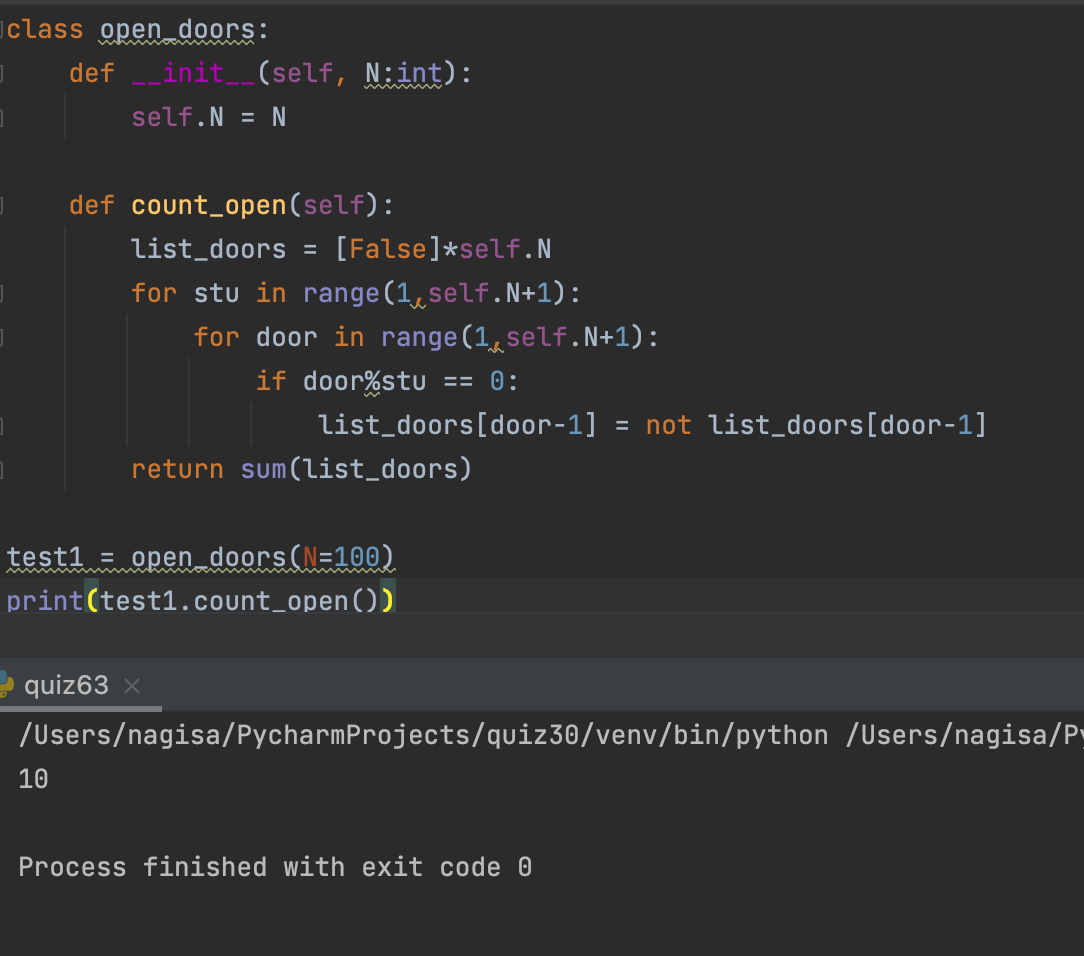 class open_doors:
    def __init__(self, N:int):
        self.N = N
    def count_open(self):
        list_doors = [False]*self.N
        for stu in range(1,self.N+1):
            for door in range(1,self.N+1):
                if door%stu == 0:
                    list_doors[door-1] = not list_doors[door-1]
        return sum(list_doors)
test1 = open_doors(N=100)
print(test1.count_open())
quiz63 ×
/Users/nagisa/PycharmProjects/quiz30/venv/bin/python /Users/nagisa/Py
10
Process finished with exit code 0